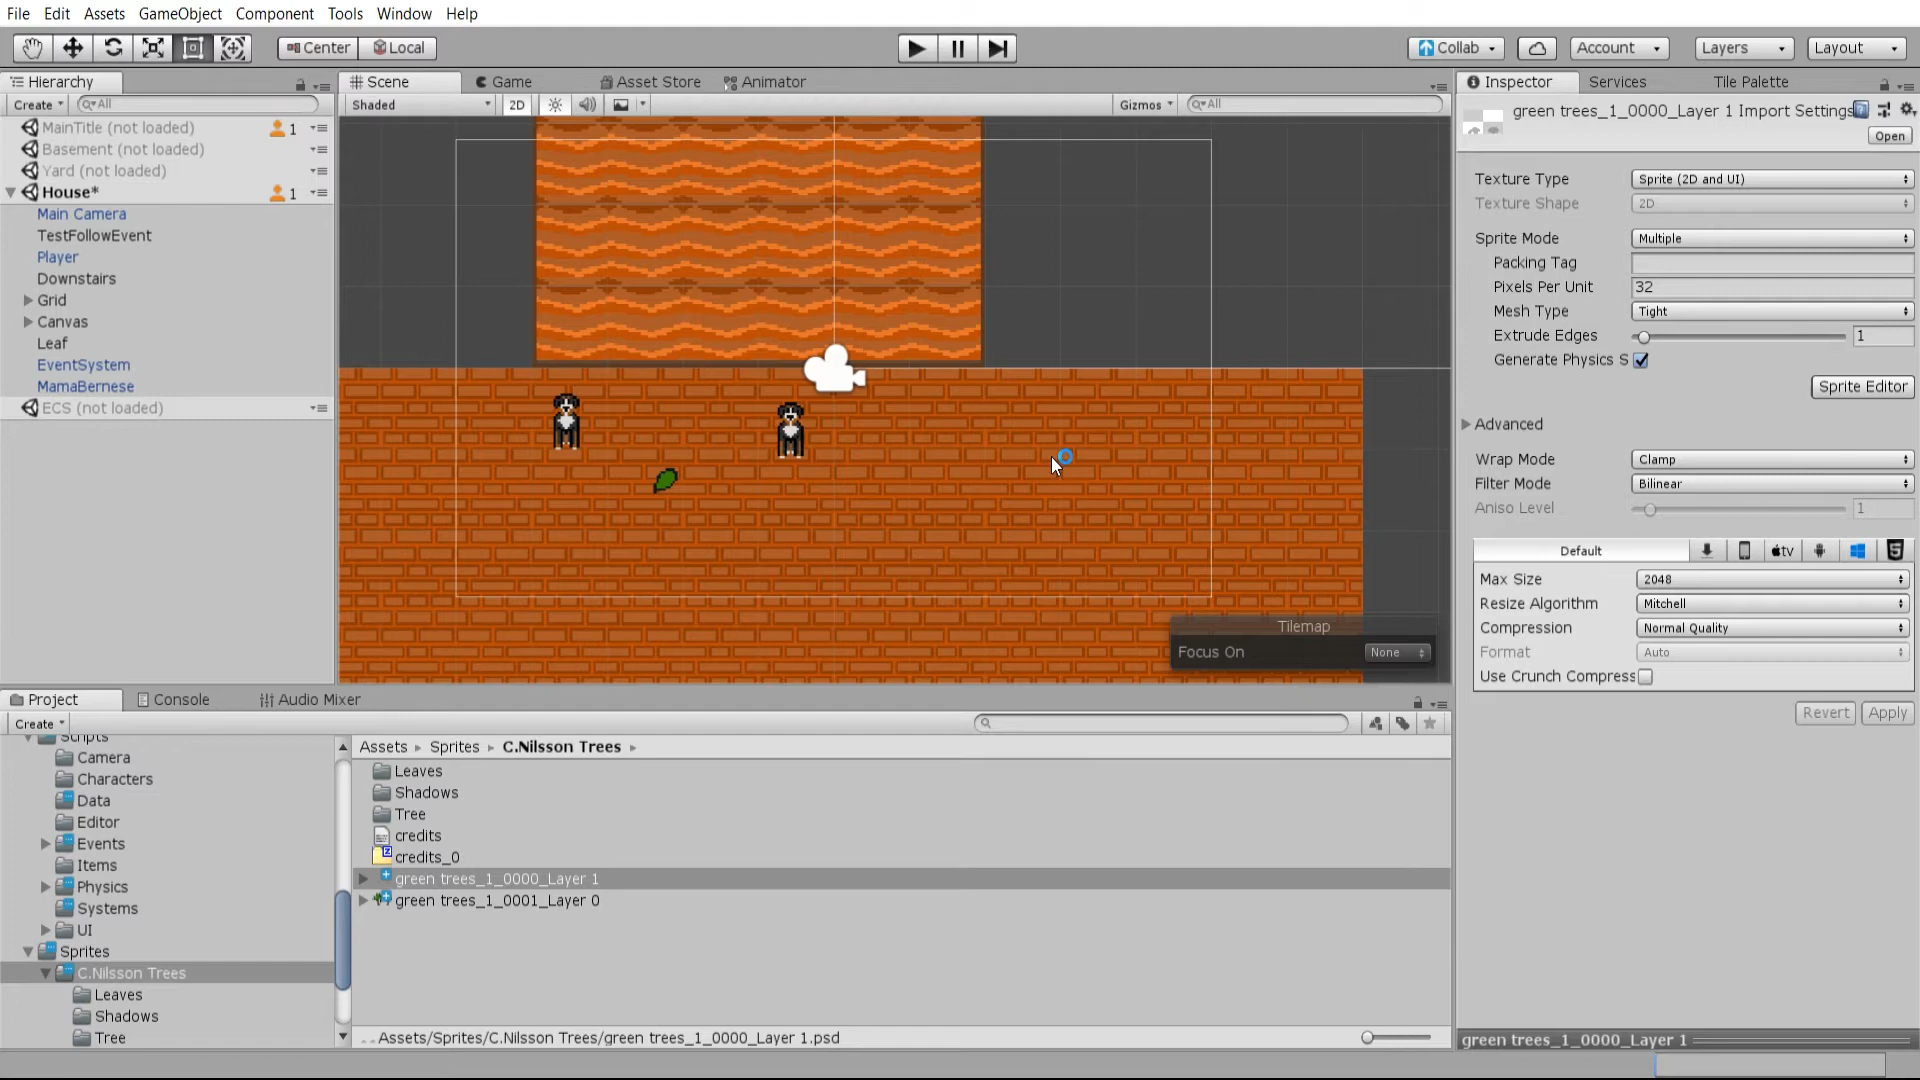 File Edit Assets GameObject Component Tools Window Help
Center Local Collab Account Layers Layout
Hierarchy Scene Game Asset Store Animator Inspector Services Tile Palette
Create All Shaded 2D Gizmos All
green trees_1_0000_Layer 1 Import Settings
Open
MainTitle (not loaded) 1
Basement (not loaded)
Yard (not loaded)
House* 1
Main Camera
TestFollowEvent
Player
Downstairs
Grid
Canvas
Leaf
EventSystem
MamaBernese
ECS (not loaded)
Tilemap
Focus On None
Texture Type Sprite (2D and UI)
Texture Shape 2D
Sprite Mode Multiple
Packing Tag
Pixels Per Unit 32
Mesh Type Tight
Extrude Edges 1
Generate Physics S
Sprite Editor
Advanced
Wrap Mode Clamp
Filter Mode Bilinear
Aniso Level 1
Default tv
Max Size 2048
Resize Algorithm Mitchell
Compression Normal Quality
Format Auto
Use Crunch Compress
Revert Apply
Project Console Audio Mixer
Create
Scripts
Camera
Characters
Data
Editor
Events
Items
Physics
Systems
UI
Sprites
C.Nilsson Trees
Leaves
Shadows
Tree
Assets Sprites C.Nilsson Trees
Leaves
Shadows
Tree
credits
credits_0
green trees_1_0000_Layer 1
green trees_1_0001_Layer 0
Assets/Sprites/C.Nilsson Trees/green trees_1_0000_Layer 1.psd
green trees_1_0000_Layer 1